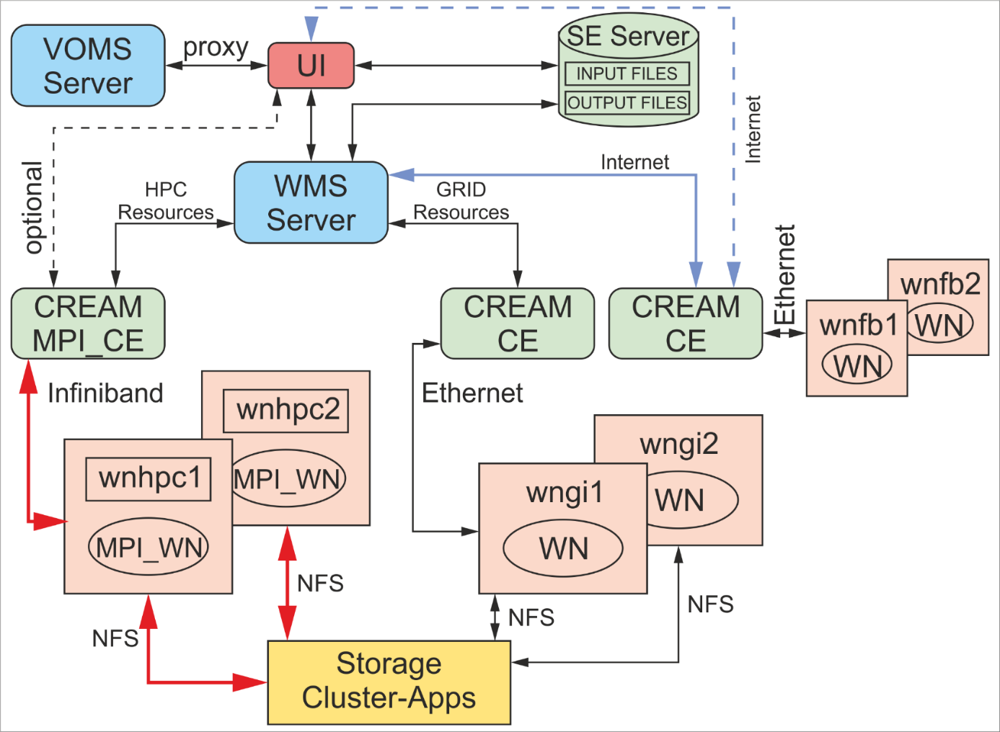 VOMS
Server
proxy
UI
SE Server
INPUT FILES
OUTPUT FILES
Internet
optional
HPC
Resources
WMS
Server
GRID
Resources
Internet
CREAM
MPI_CE
CREAM
CE
CREAM
CE
Ethernet
wnfb2
WN
wnfb1
WN
Infiniband
wnhpc2
MPI_WN
wnhpc1
MPI_WN
Ethernet
wngi2
WN
wngi1
WN
NFS
NFS
NFS
NFS
Storage
Cluster-Apps